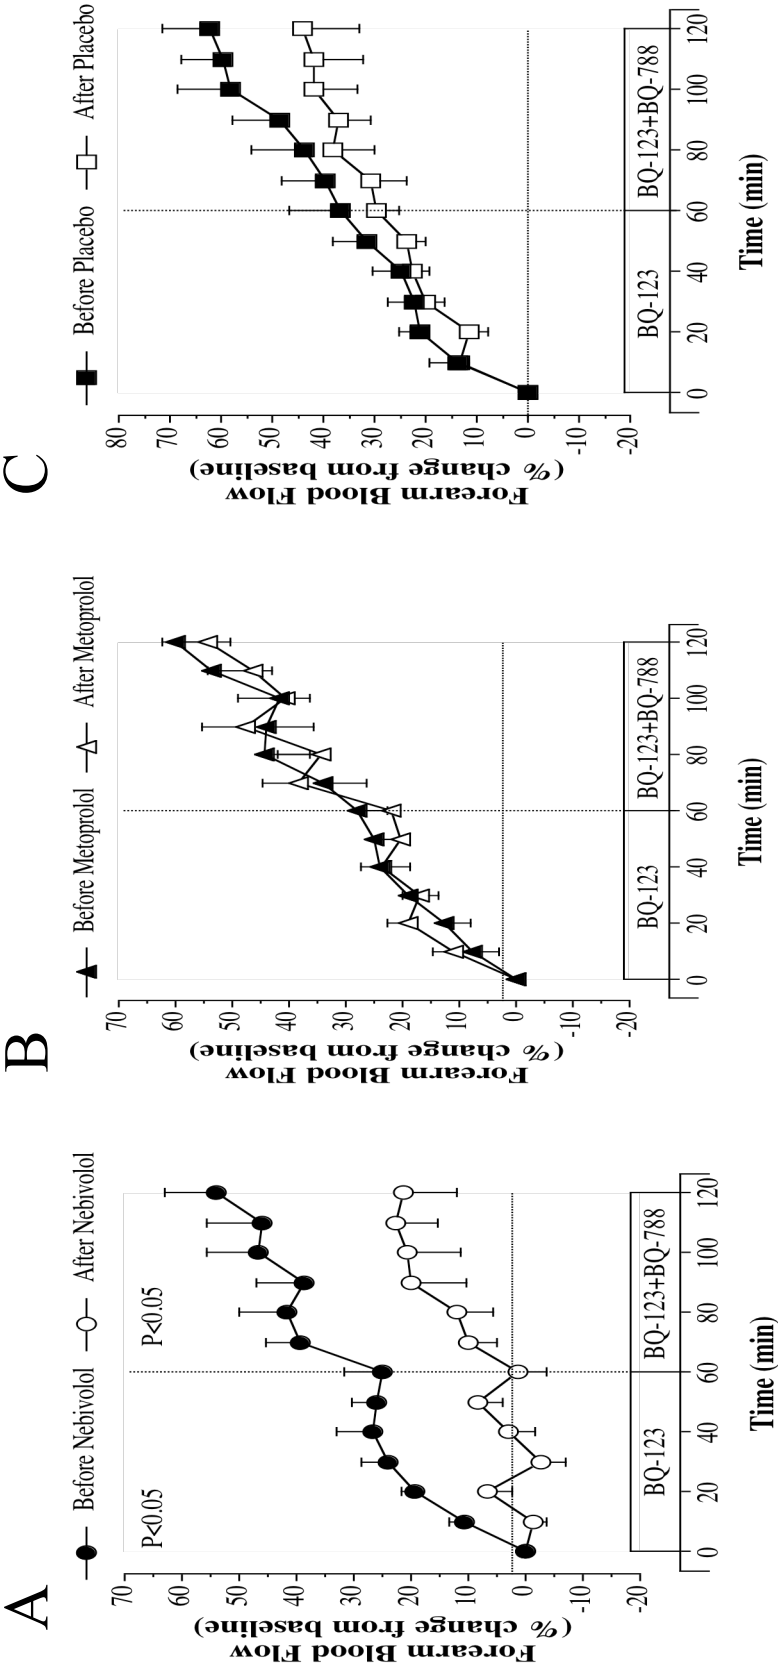 A
Before Nebivolol
After Nebivolol
P<0.05
P<0.05
Forearm Blood Flow
(% change from baseline)
70
60
50
40
30
20
10
0
-10
-20
BQ-123
BQ-123+BQ-788
0
20
40
60
80
100
120
Time (min)
B
Before Metoprolol
After Metoprolol
Forearm Blood Flow
(% change from baseline)
70
60
50
40
30
20
10
0
-10
-20
BQ-123
BQ-123+BQ-788
0
20
40
60
80
100
120
Time (min)
C
Before Placebo
After Placebo
Forearm Blood Flow
(% change from baseline)
80
70
60
50
40
30
20
10
0
-10
-20
BQ-123
BQ-123+BQ-788
0
20
40
60
80
100
120
Time (min)